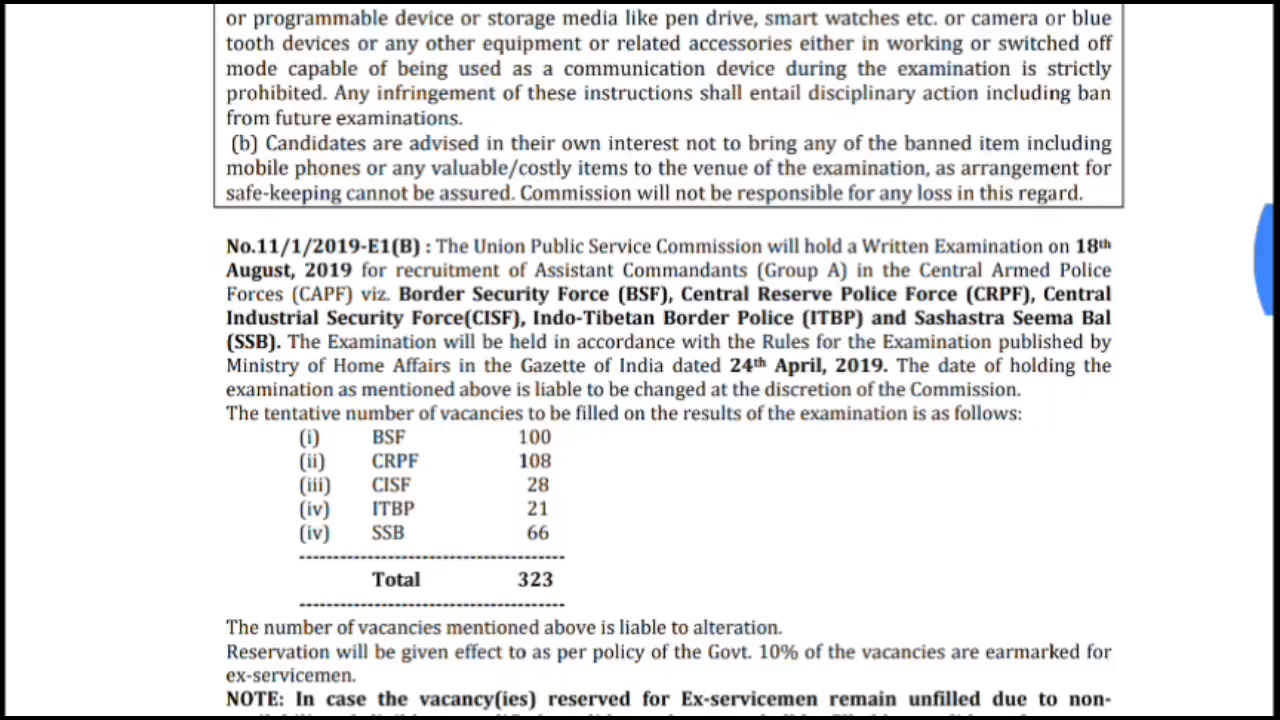 or programmable device or storage media like pen drive, smart watches etc. or camera or blue
tooth devices or any other equipment or related accessories either in working or switched off
mode capable of being used as a communication device during the examination is strictly
prohibited. Any infringement of these instructions shall entail disciplinary action including ban
from future examinations.
(b) Candidates are advised in their own interest not to bring any of the banned item including
mobile phones or any valuable/costly items to the venue of the examination, as arrangement for
safe-keeping cannot be assured. Commission will not be responsible for any loss in this regard.
No.11/1/2019-E1(B) : The Union Public Service Commission will hold a Written Examination on 18th
August, 2019 for recruitment of Assistant Commandants (Group A) in the Central Armed Police
Forces (CAPF) viz. Border Security Force (BSF), Central Reserve Police Force (CRPF), Central
Industrial Security Force(CISF), Indo-Tibetan Border Police (ITBP) and Sashastra Seema Bal
(SSB). The Examination will be held in accordance with the Rules for the Examination published by
Ministry of Home Affairs in the Gazette of India dated 24th April, 2019. The date of holding the
examination as mentioned above is liable to be changed at the discretion of the Commission.
The tentative number of vacancies to be filled on the results of the examination is as follows:
(i) BSF 100
(ii) CRPF 108
(iii) CISF 28
(iv) ITBP 21
(iv) SSB 66
Total 323
The number of vacancies mentioned above is liable to alteration.
Reservation will be given effect to as per policy of the Govt. 10% of the vacancies are earmarked for
ex-servicemen.
NOTE: In case the vacancy(ies) reserved for Ex-servicemen remain unfilled due to non-